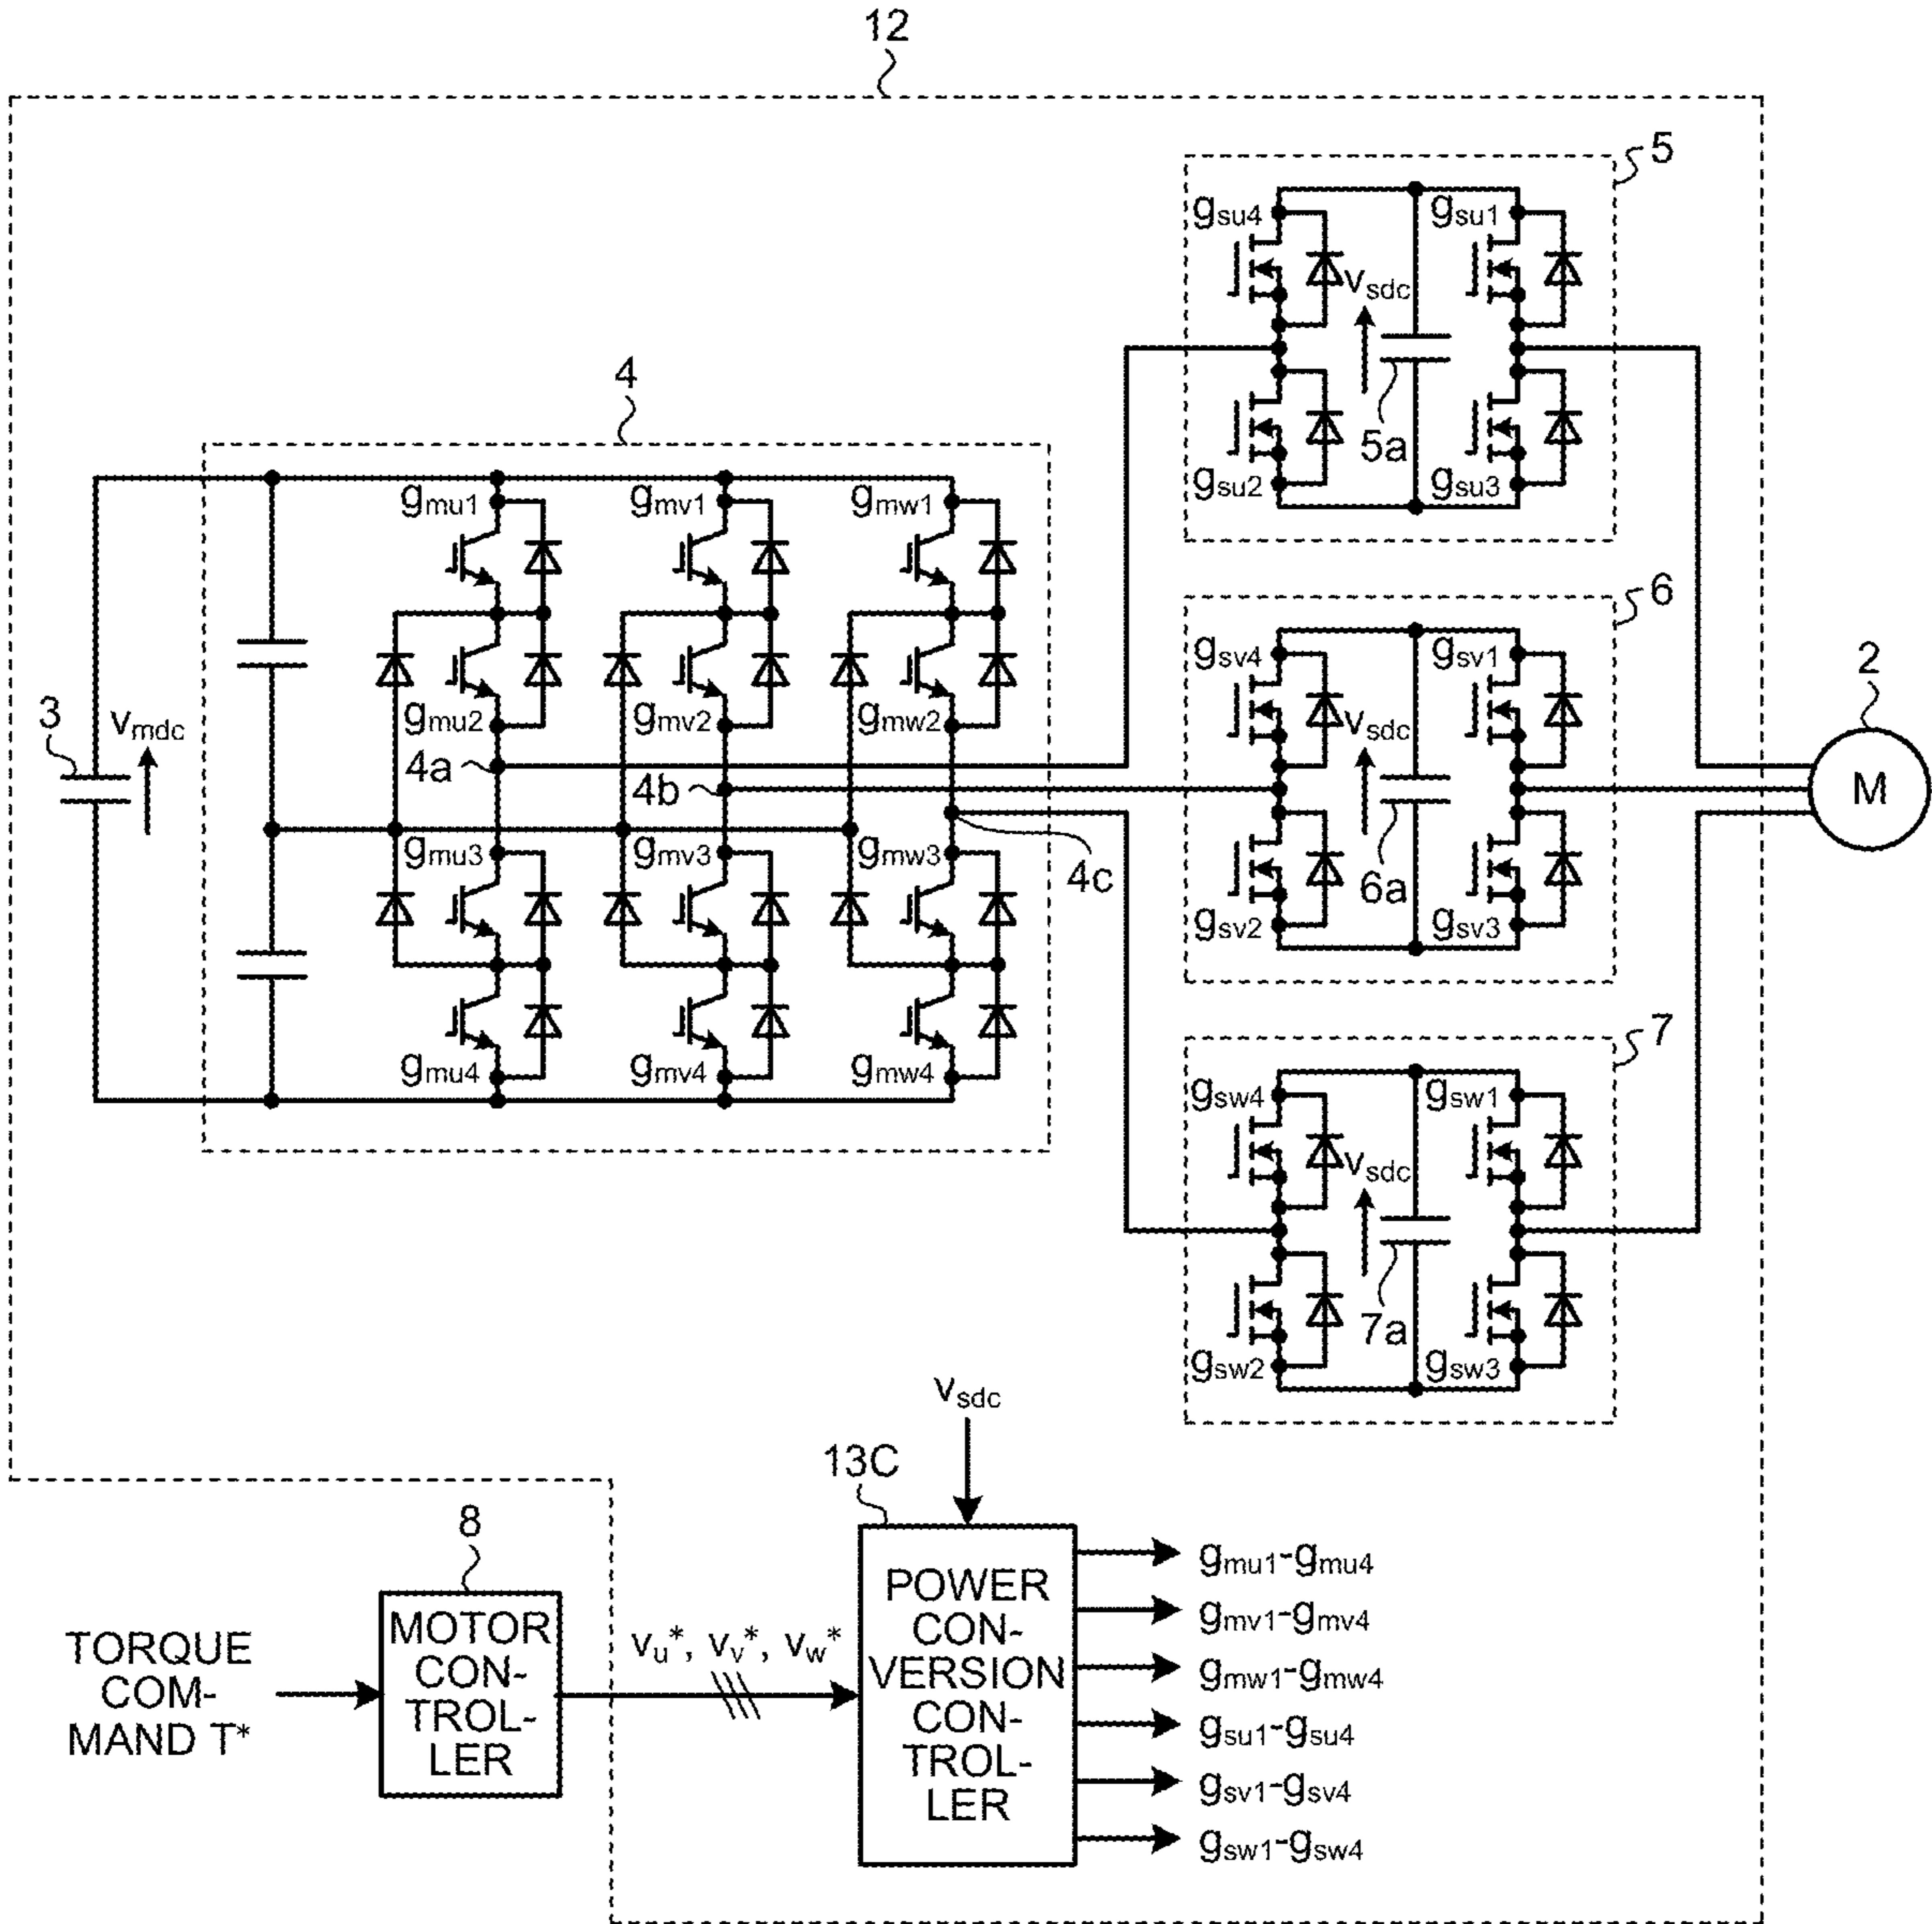 12
5
gsu4
gsu1
vsdc
5a
gsu2
gsu3
4
gmu1
gmv1
gmw1
6
gsv4
gsv1
2
3
vmdc
gmu2
gmv2
gmw2
vsdc
4a
4b
M
gmu3
gmv3
gmw3
4c
6a
gsv2
gsv3
7
gmu4
gmv4
gmw4
gsw4
gsw1
vsdc
7a
gsw2
gsw3
vsdc
13C
8
TORQUE
COM-
MAND T*
MOTOR
CON-
TROL-
LER
vu*, vv*, vw*
POWER
CON-
VERSION
CON-
TROL-
LER
gmu1-gmu4
gmv1-gmv4
gmw1-gmw4
gsu1-gsu4
gsv1-gsv4
gsw1-gsw4